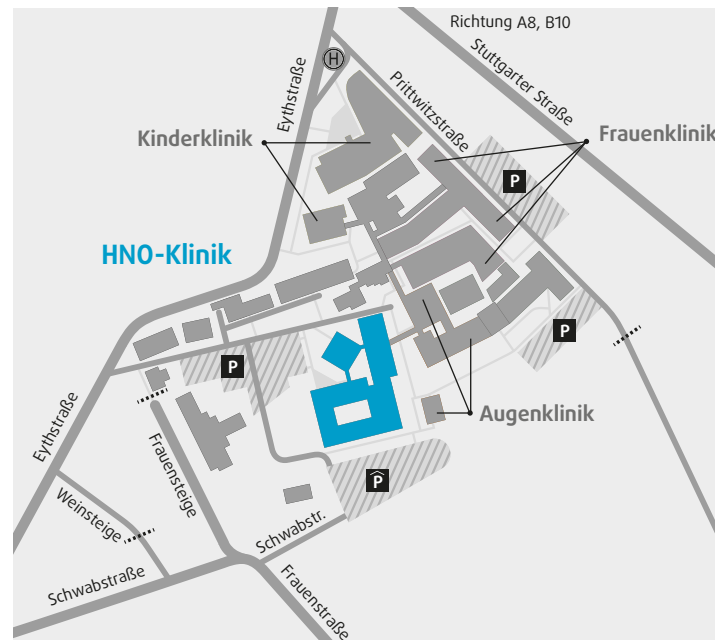 Richtung A8, B10
Stuttgarter Straße
Prittwitzstraße
H
Eythstraße
Kinderklinik
Frauenklinik
P
HNO-Klinik
P
P
Augenklinik
Eythstraße
Frauensteige
P
Weinsteige
Schwabstr.
Schwabstraße
Frauenstraße